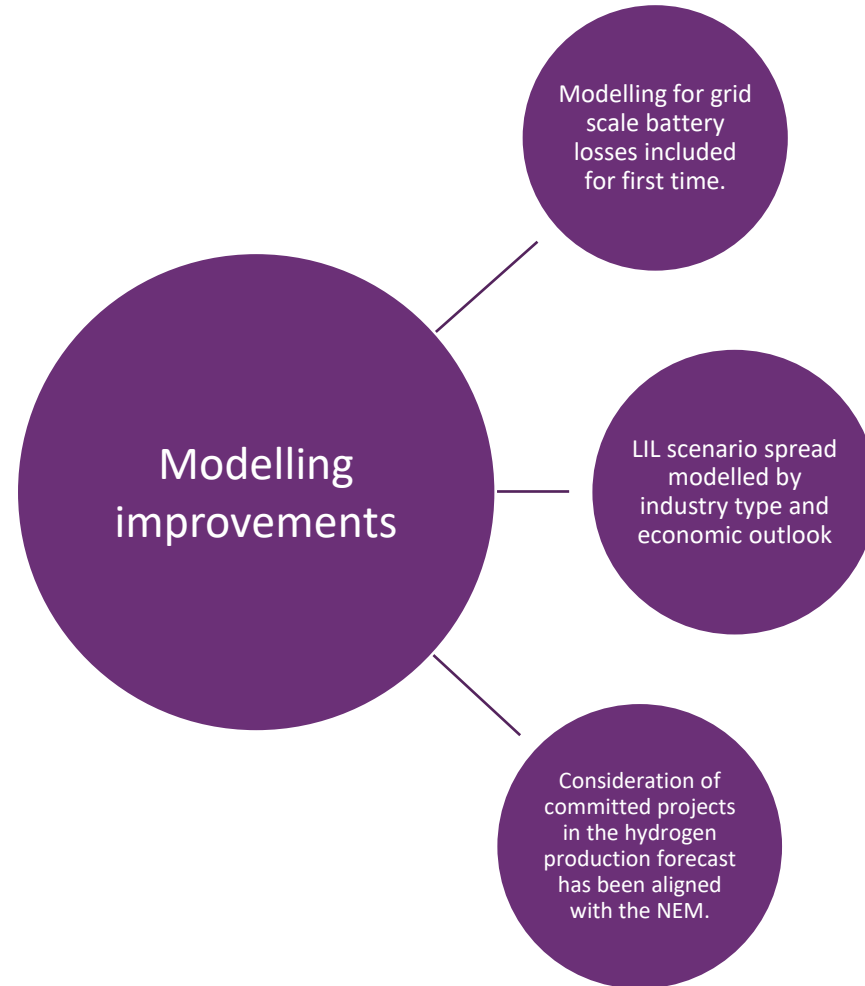 Modelling for grid
scale battery
losses included
for first time.
Modelling
improvements
LIL scenario spread
modelled by
industry type and
economic outlook
Consideration of
committed projects
in the hydrogen
production forecast
has been aligned
with the NEM.